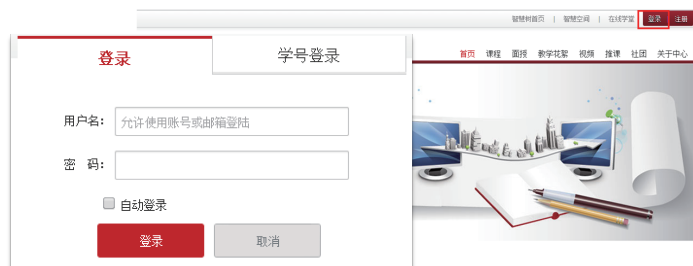 智慧树首页 | 智慧空间 | 在线学堂 登录 注册
首页 课程 面授 教学花絮 视频 推课 社团 关于中心
登录 学号登录
用户名： 允许使用账号或邮箱登陆
密 码：
自动登录
登录 取消